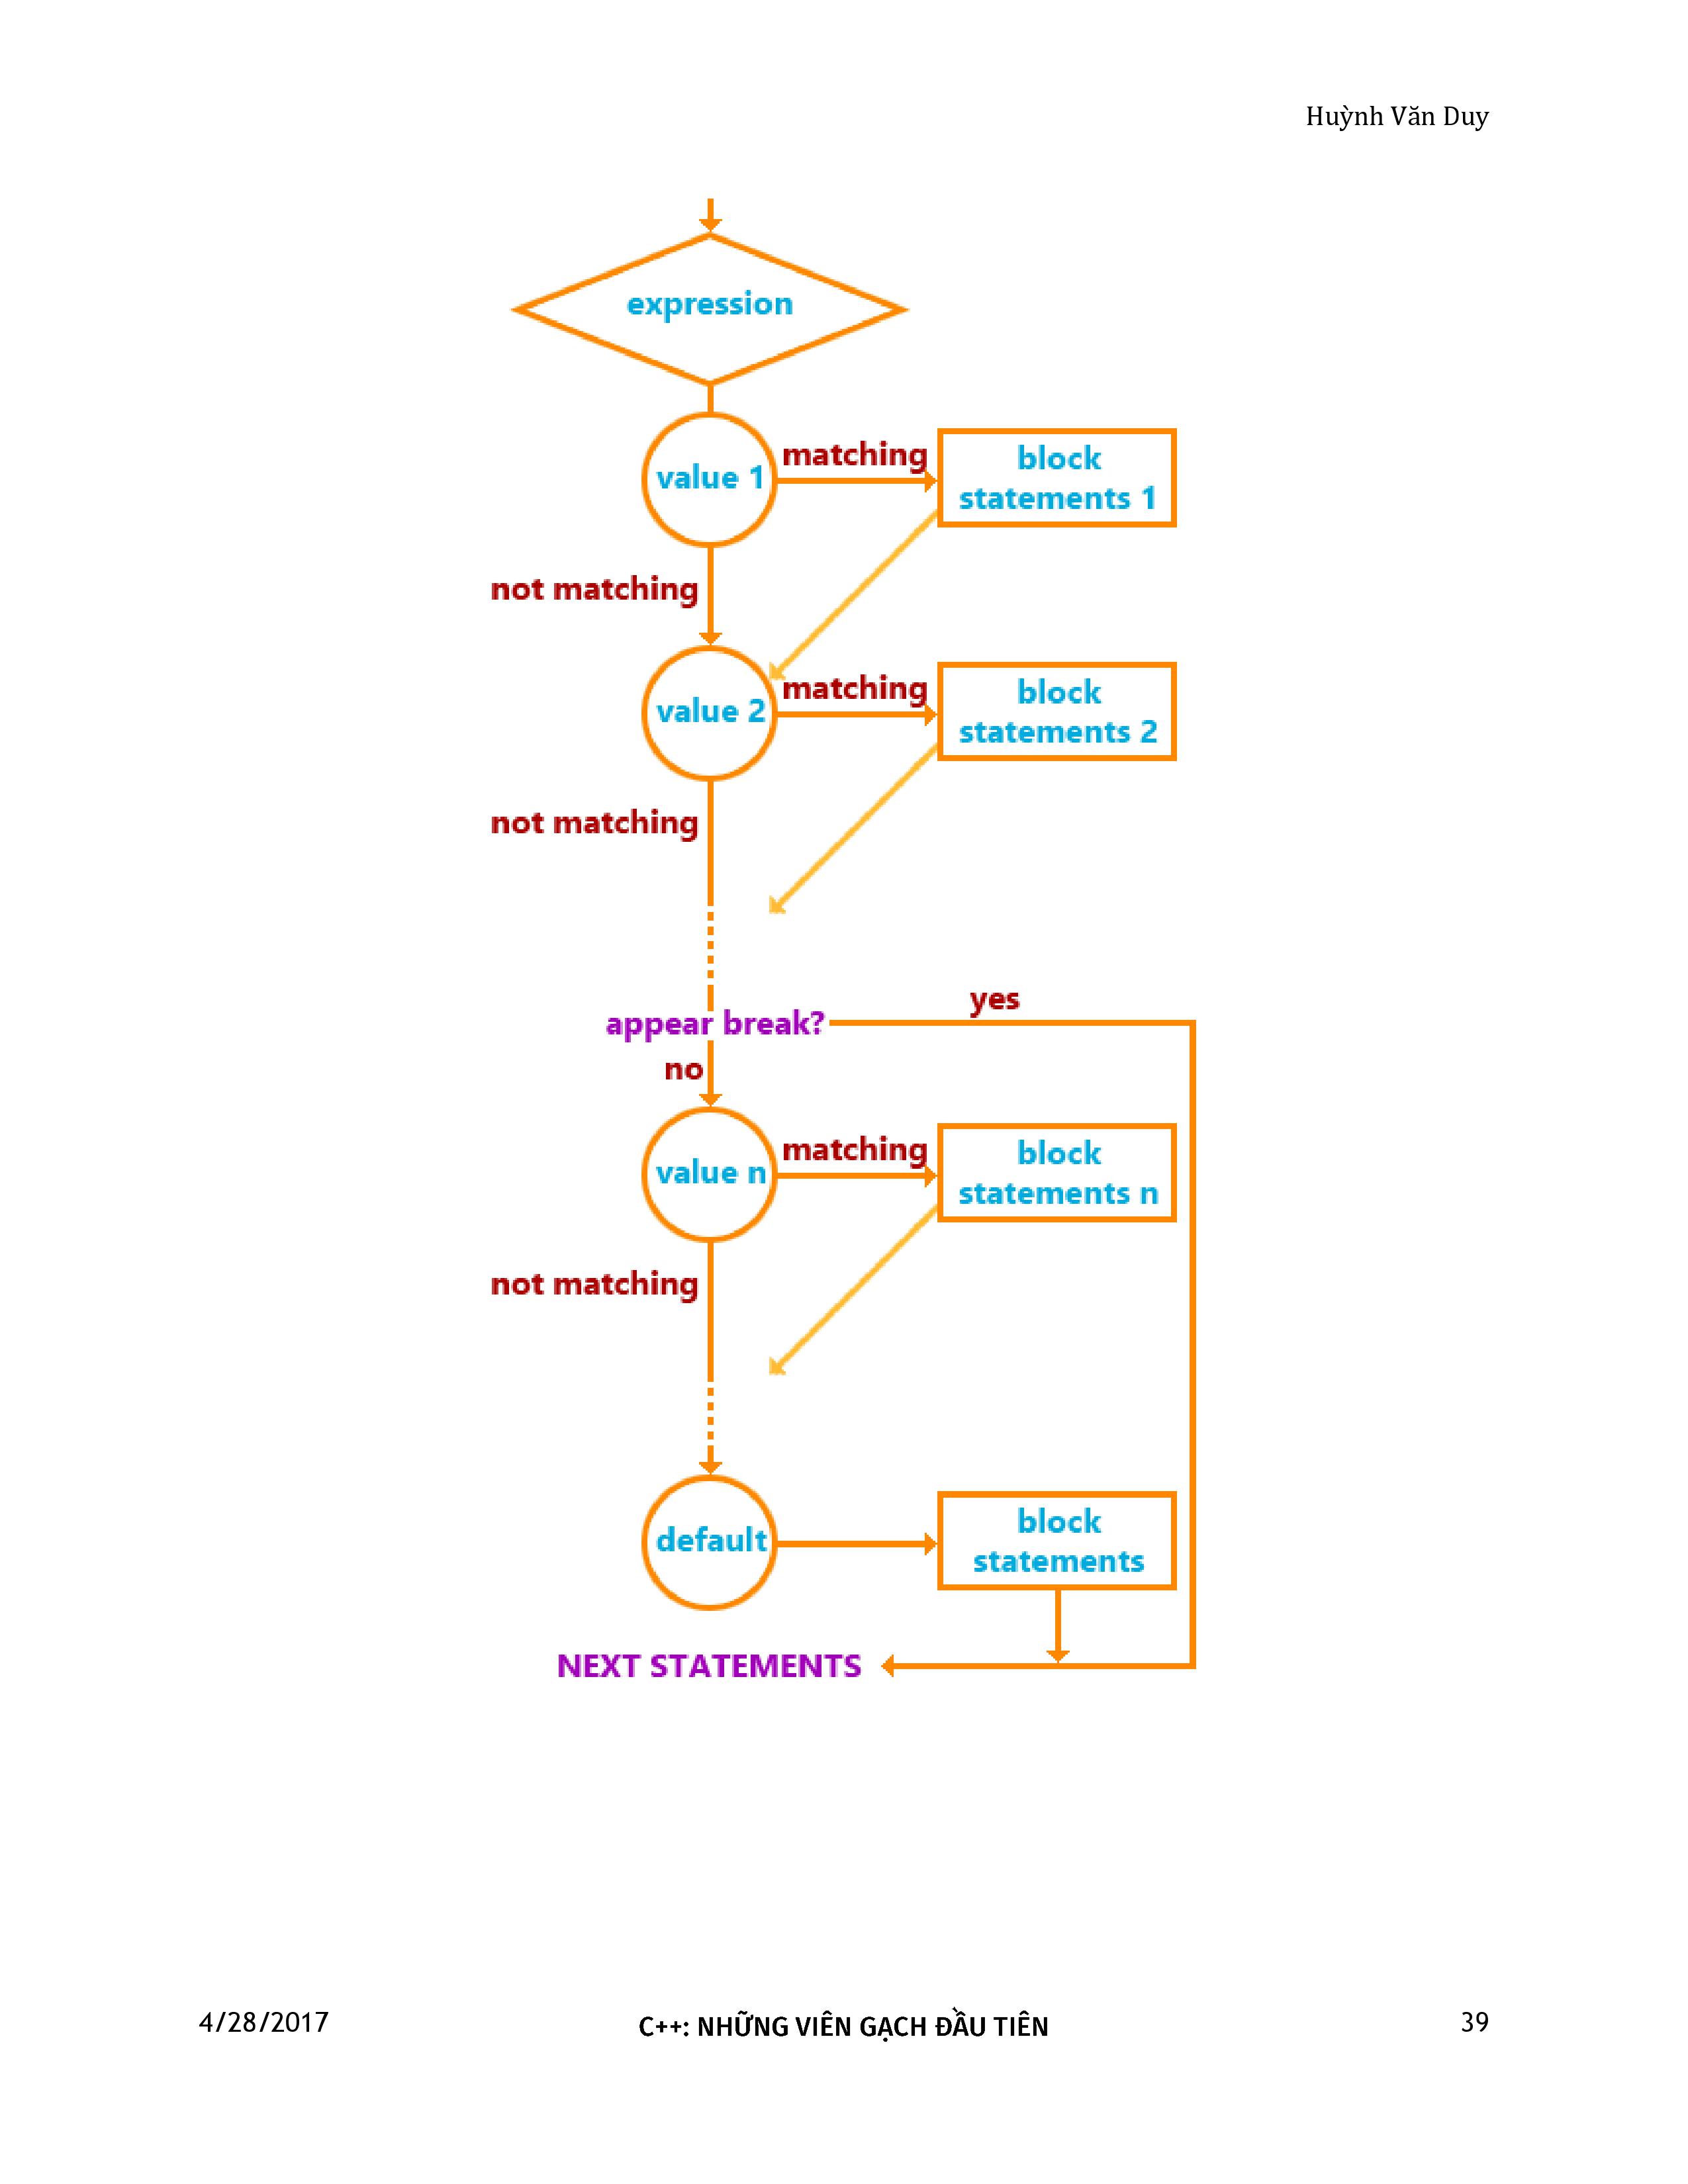 Huỳnh Văn Duy
expression
value 1
matching
block
statements 1
not matching
value 2
matching
block
statements 2
not matching
yes
appear break?
no
value n
matching
block
statements n
not matching
default
block
statements
NEXT STATEMENTS
4/28/2017
C++: NHỮNG VIÊN GẠCH ĐẦU TIÊN
39